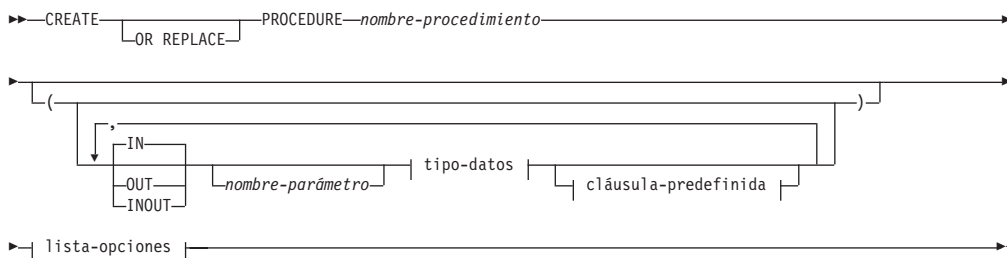 CREATE OR REPLACE PROCEDURE nombre-procedimiento
( )
,
IN
OUT
INOUT
nombre-parámetro
tipo-datos
cláusula-predefinida
lista-opciones